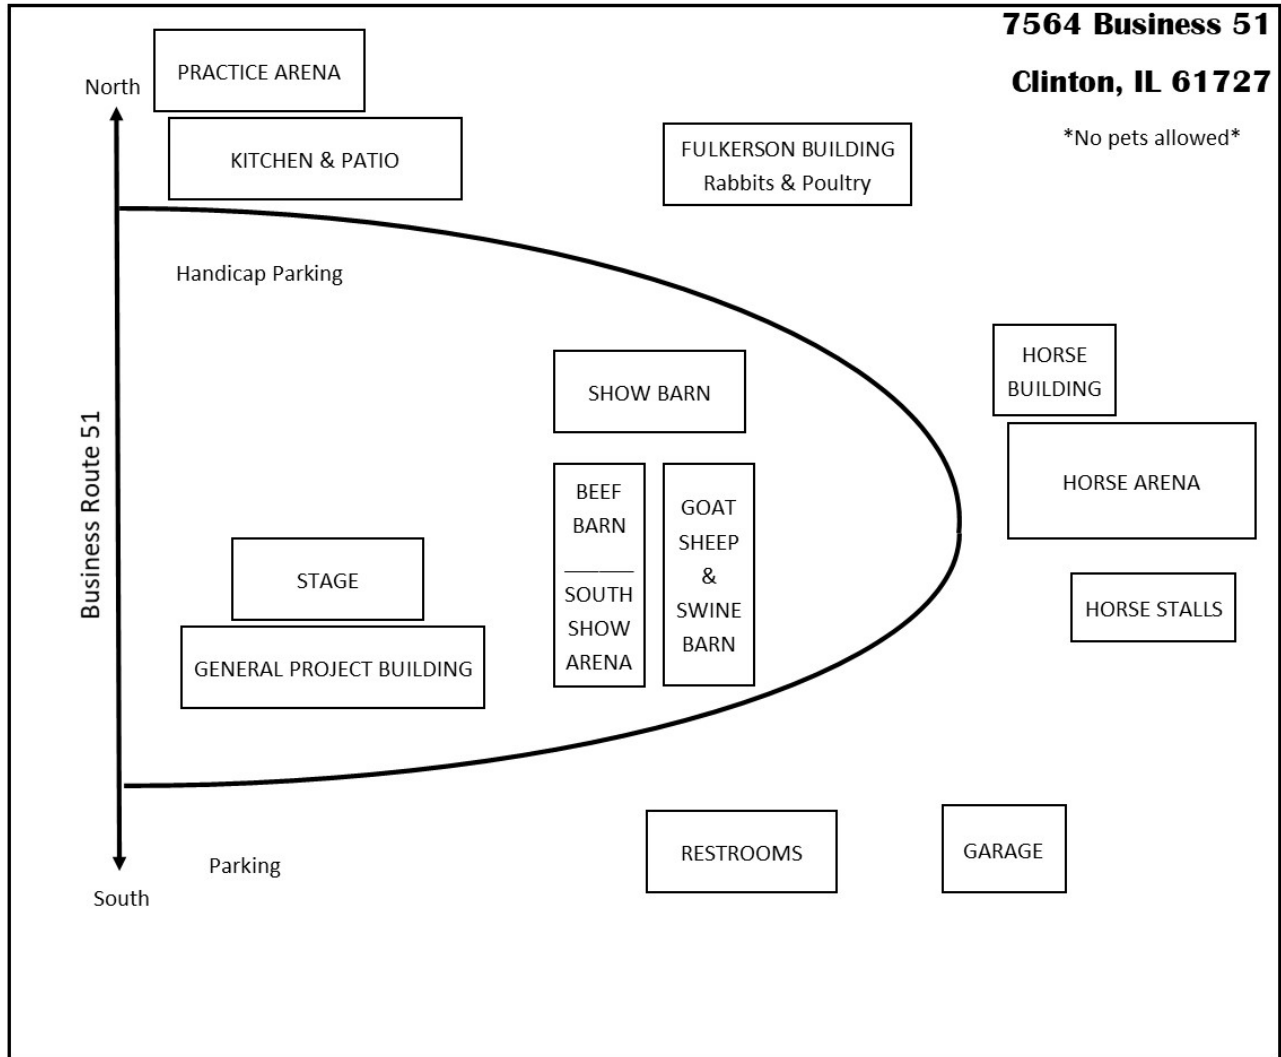 7564 Business 51
Clinton, IL 61727
*No pets allowed*
PRACTICE ARENA
North
KITCHEN & PATIO
FULKERSON BUILDING
Rabbits & Poultry
Handicap Parking
HORSE
BUILDING
SHOW BARN
Business Route 51
HORSE ARENA
BEEF
BARN
SOUTH
SHOW
ARENA
GOAT
SHEEP
&
SWINE
BARN
STAGE
HORSE STALLS
GENERAL PROJECT BUILDING
RESTROOMS
GARAGE
Parking
South